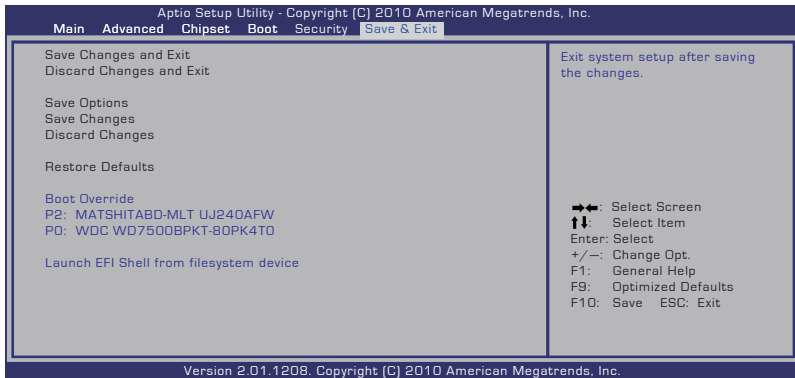 Aptio Setup Utility - Copyright (C) 2010 American Megatrends, Inc.
Main Advanced Chipset Boot Security Save & Exit
Save Changes and Exit
Discard Changes and Exit
Save Options
Save Changes
Discard Changes
Restore Defaults
Boot Override
P2: MATSHITABD-MLT UJ240AFW
P0: WDC WD7500BPKT-80PK4T0
Launch EFI Shell from filesystem device
Exit system setup after saving
the changes.
→←: Select Screen
↑↓: Select Item
Enter: Select
+/—: Change Opt.
F1: General Help
F9: Optimized Defaults
F10: Save ESC: Exit
Version 2.01.1208. Copyright (C) 2010 American Megatrends, Inc.